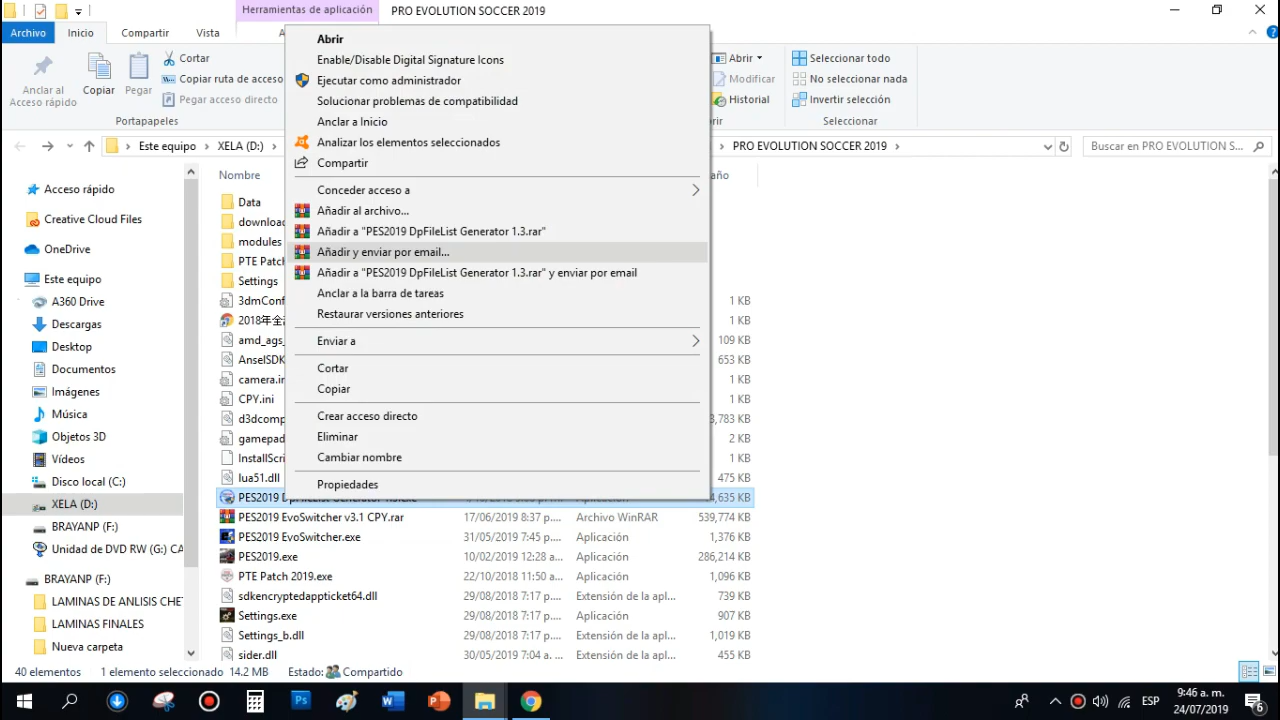 Herramientas de aplicación
PRO EVOLUTION SOCCER 2019
Archivo
Inicio
Compartir
Vista
Anclar al
Acceso rápido
Copiar
Pegar
Cortar
Copiar ruta de acceso
Pegar acceso directo
Portapapeles
Abrir
Modificar
Historial
Seleccionar todo
No seleccionar nada
Invertir selección
Seleccionar
Este equipo
XELA (D:)
PRO EVOLUTION SOCCER 2019
Buscar en PRO EVOLUTION S...
Abrir
Enable/Disable Digital Signature Icons
Ejecutar como administrador
Solucionar problemas de compatibilidad
Anclar a Inicio
Analizar los elementos seleccionados
Compartir
Conceder acceso a
Añadir al archivo...
Añadir a "PES2019 DpFileList Generator 1.3.rar"
Añadir y enviar por email...
Añadir a "PES2019 DpFileList Generator 1.3.rar" y enviar por email
Anclar a la barra de tareas
Restaurar versiones anteriores
Enviar a
Cortar
Copiar
Crear acceso directo
Eliminar
Cambiar nombre
Propiedades
Acceso rápido
Creative Cloud Files
OneDrive
Este equipo
A360 Drive
Descargas
Desktop
Documentos
Imágenes
Música
Objetos 3D
Vídeos
Disco local (C:)
XELA (D:)
BRAYANP (F:)
Unidad de DVD RW (G:) CA
BRAYANP (F:)
LAMINAS DE ANLISIS CHET
LAMINAS FINALES
Nueva carpeta
Nombre
Data
download
modules
PTE Patch
Settings
3dmConf 1 KB
2018年全 1 KB
amd_ags_ 109 KB
AnselSDK 653 KB
camera.in 1 KB
CPY.ini 1 KB
d3dcomp 3,783 KB
gamepad 2 KB
InstallScri 1 KB
lua51.dll 475 KB
PES2019 DpFileList Generator 1.3.exe 4,635 KB
PES2019 EvoSwitcher v3.1 CPY.rar 17/06/2019 8:37 p.... Archivo WinRAR 539,774 KB
PES2019 EvoSwitcher.exe 31/05/2019 7:45 p.... Aplicación 1,376 KB
PES2019.exe 10/02/2019 12:28 a... Aplicación 286,214 KB
PTE Patch 2019.exe 22/10/2018 11:50 a... Aplicación 1,096 KB
sdkencryptedappticket64.dll 29/08/2018 7:17 p.... Extensión de la apl... 739 KB
Settings.exe 29/08/2018 7:17 p.... Aplicación 907 KB
Settings_b.dll 29/08/2018 7:17 p.... Extensión de la apl... 1,019 KB
sider.dll 30/05/2019 7:04 a. ... Extensión de la apl... 455 KB
40 elementos
1 elemento seleccionado 14.2 MB
Estado: Compartido
ESP
9:46 a. m.
24/07/2019
6